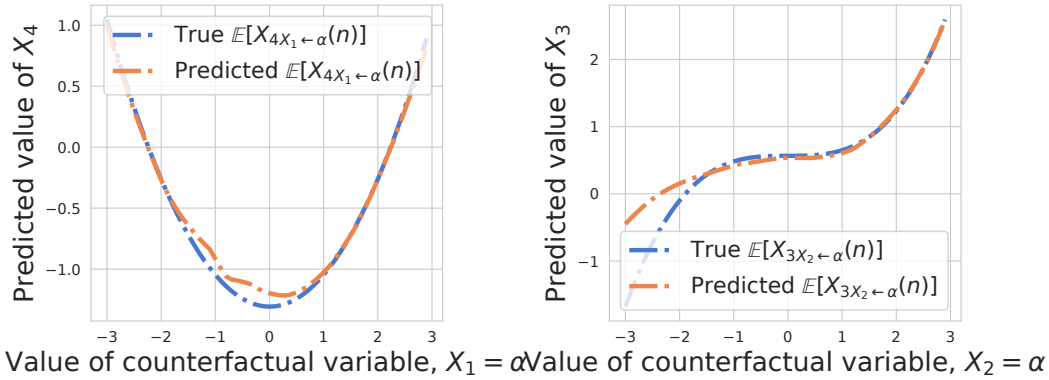 Predicted value of X₄
1.0
0.5
0.0
−0.5
−1.0
True 𝔼[X₄X₁←α(n)]
Predicted 𝔼[X₄X₁←α(n)]
−3 −2 −1 0 1 2 3
Value of counterfactual variable, X₁ = α
Predicted value of X₃
2
1
0
−1
True 𝔼[X₃X₂←α(n)]
Predicted 𝔼[X₃X₂←α(n)]
−3 −2 −1 0 1 2 3
Value of counterfactual variable, X₂ = α